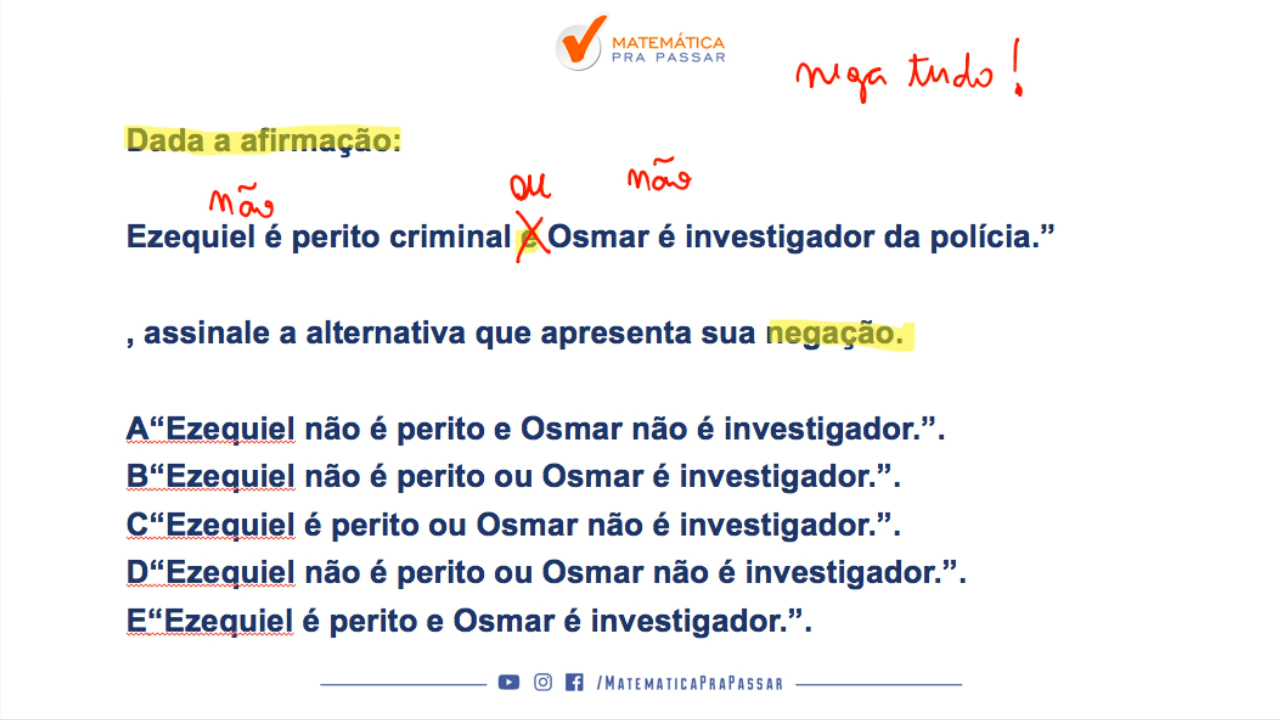 MATEMÁTICA
PRA PASSAR
nega tudo!
Dada a afirmação:
não ou não
Ezequiel é perito criminal e Osmar é investigador da polícia.”
, assinale a alternativa que apresenta sua negação.
A“Ezequiel não é perito e Osmar não é investigador.”.
B“Ezequiel não é perito ou Osmar é investigador.”.
C“Ezequiel é perito ou Osmar não é investigador.”.
D“Ezequiel não é perito ou Osmar não é investigador.”.
E“Ezequiel é perito e Osmar é investigador.”.
/MatematicaPraPassar